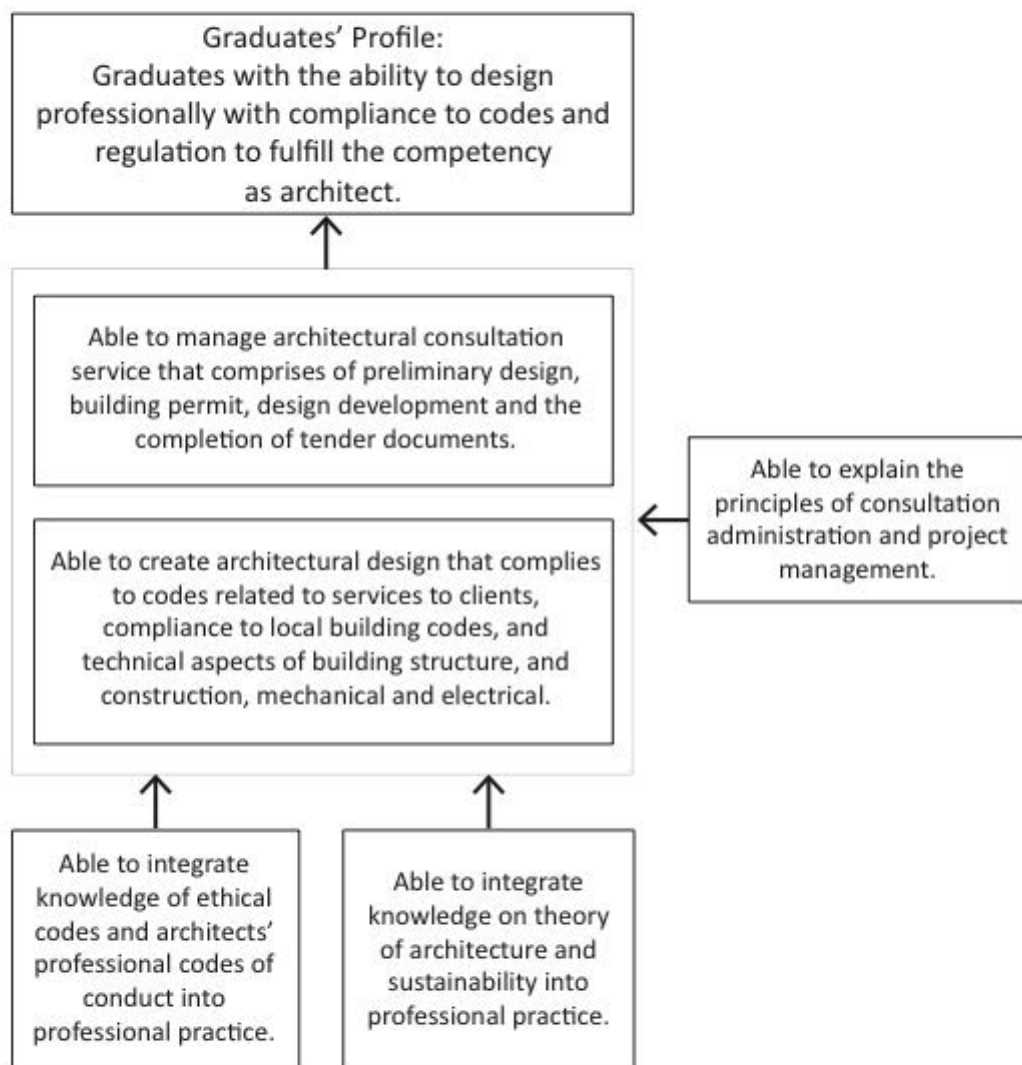 Graduates’ Profile:
Graduates with the ability to design
professionally with compliance to codes and
regulation to fulfill the competency
as architect.
Able to manage architectural consultation
service that comprises of preliminary design,
building permit, design development and the
completion of tender documents.
Able to explain the
principles of consultation
administration and project
management.
Able to create architectural design that complies
to codes related to services to clients,
compliance to local building codes, and
technical aspects of building structure, and
construction, mechanical and electrical.
Able to integrate
knowledge of ethical
codes and architects’
professional codes of
conduct into
professional practice.
Able to integrate
knowledge on theory
of architecture and
sustainability into
professional practice.